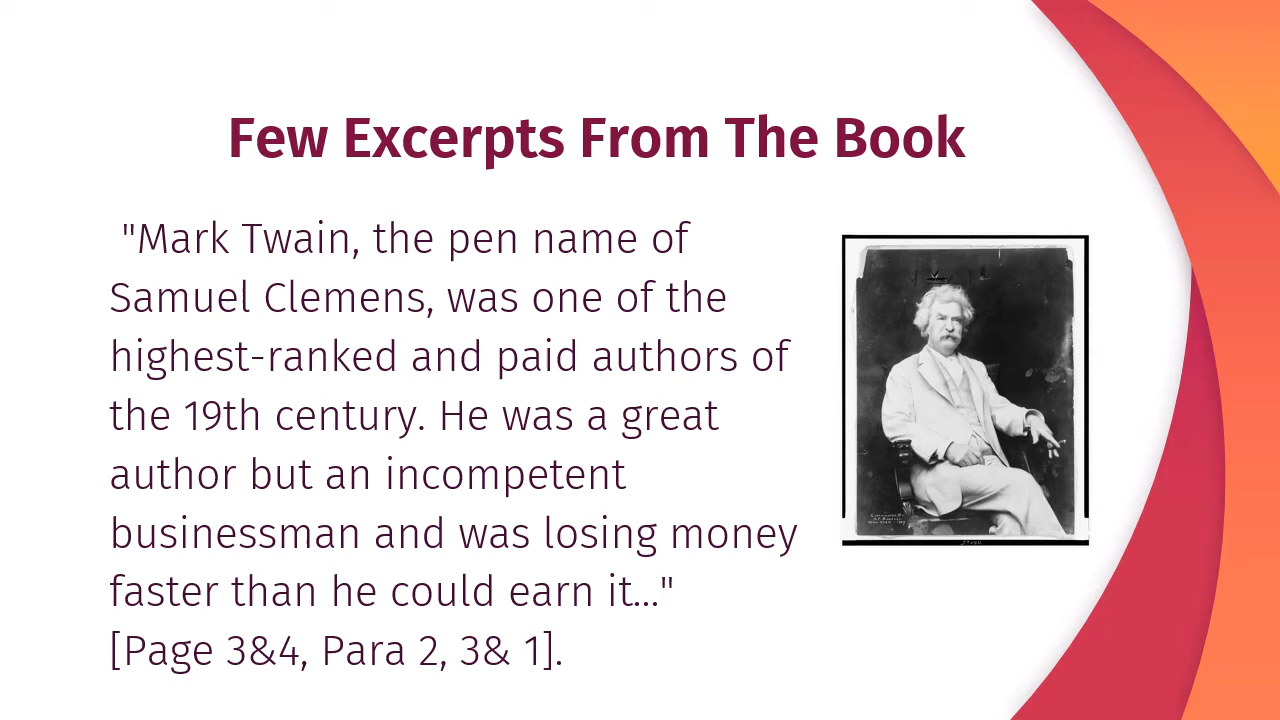 Few Excerpts From The Book
"Mark Twain, the pen name of
Samuel Clemens, was one of the
highest-ranked and paid authors of
the 19th century. He was a great
author but an incompetent
businessman and was losing money
faster than he could earn it..."
[Page 3&4, Para 2, 3& 1].